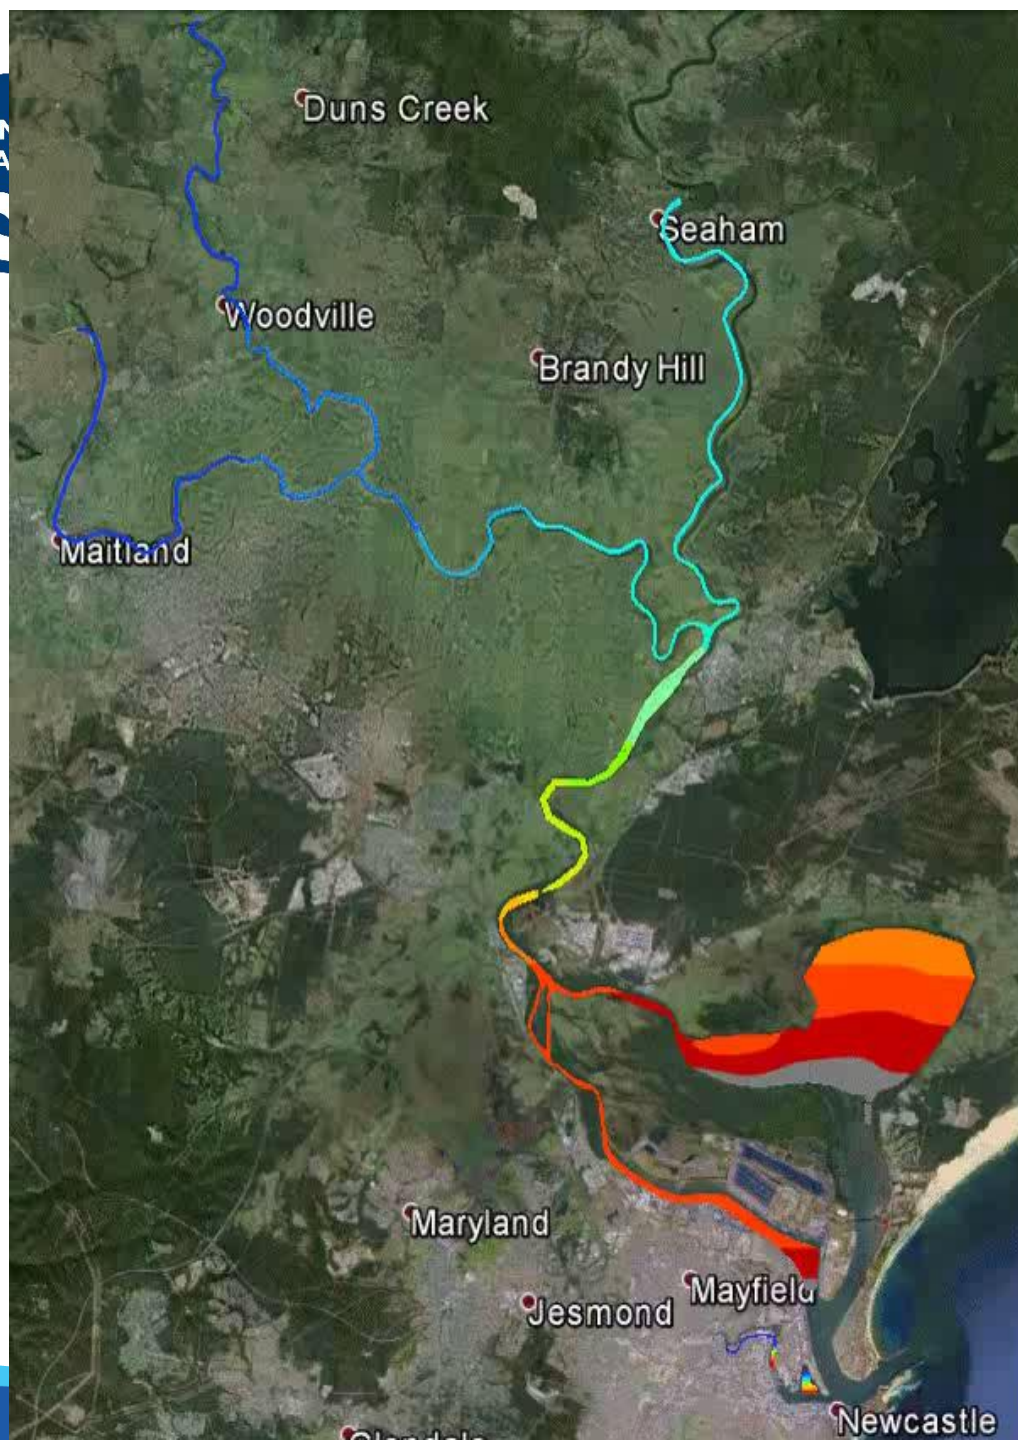 Duns Creek
Seaham
Woodville
Brandy Hill
Maitland
Maryland
Mayfield
Jesmond
Newcastle